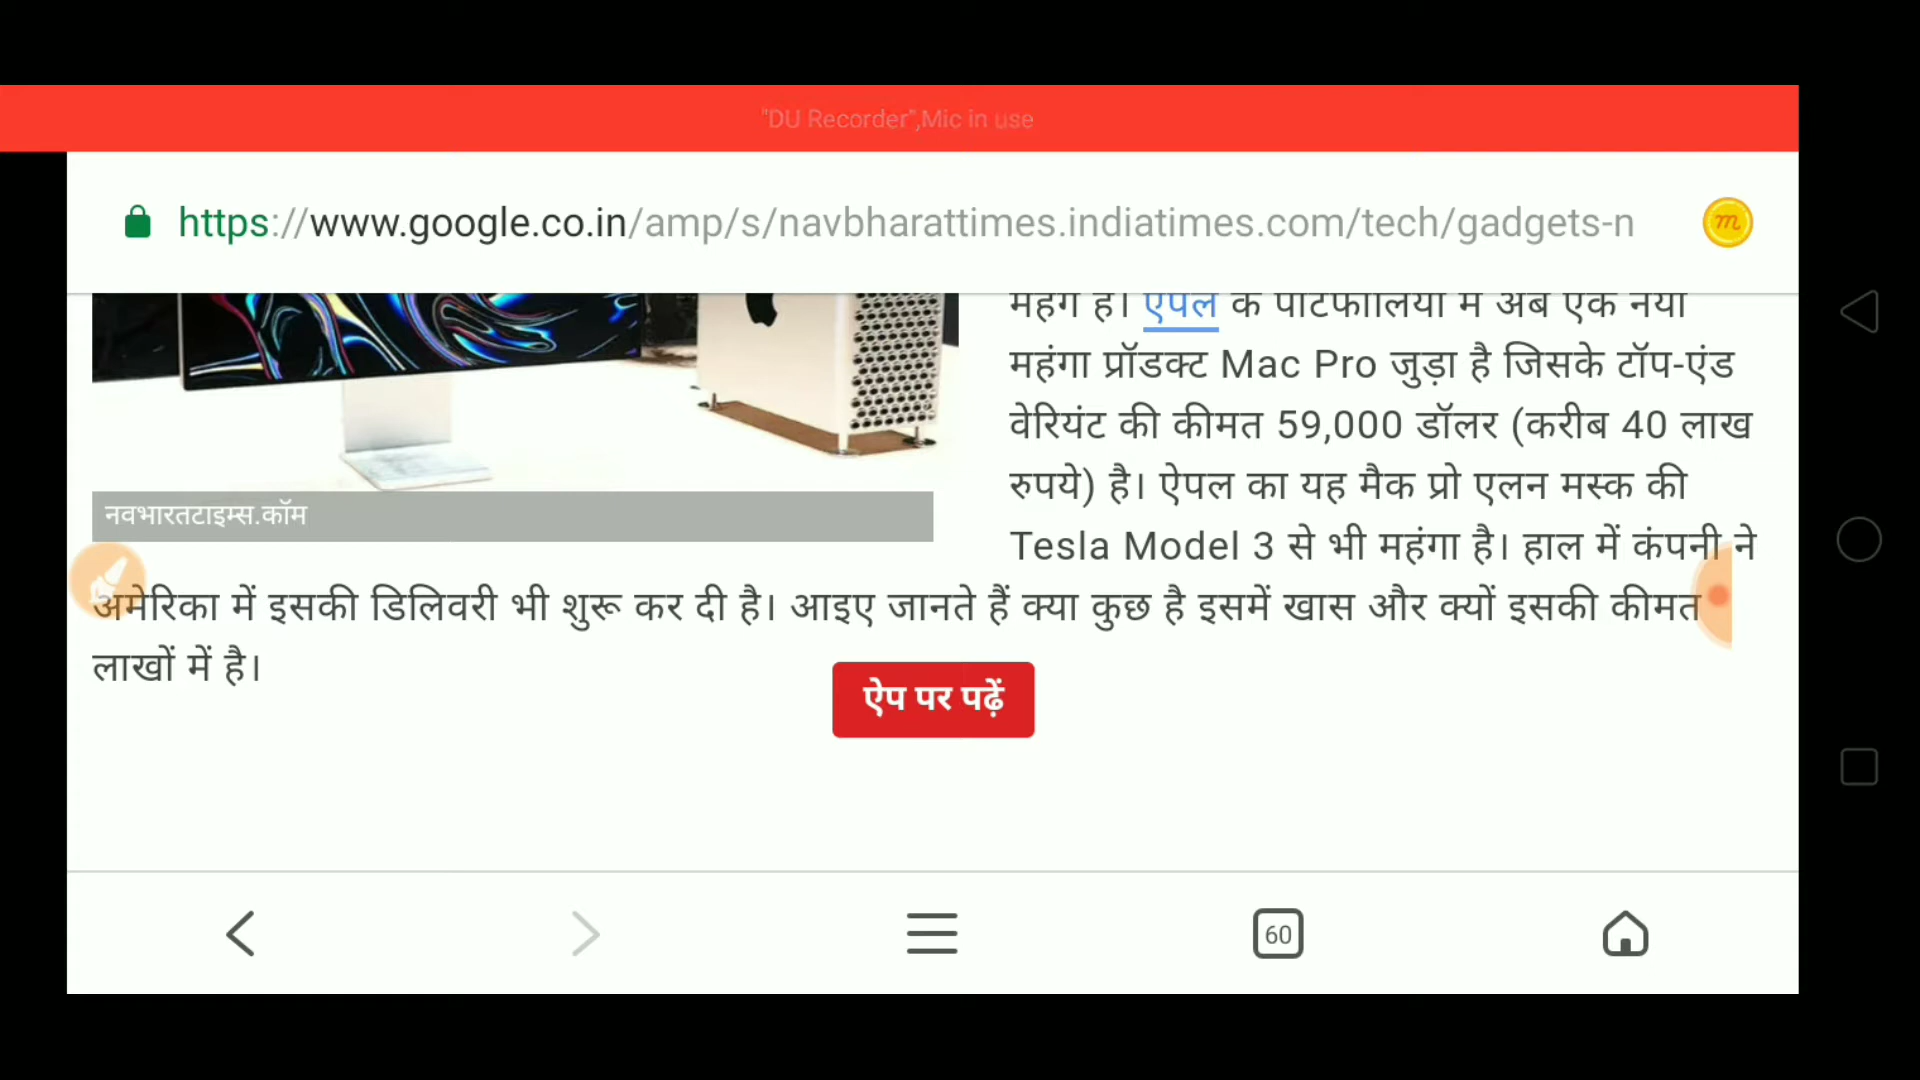 "DU Recorder",Mic in use
https://www.google.co.in/amp/s/navbharattimes.indiatimes.com/tech/gadgets-n
m
महंगे हैं। ऐपल के पोर्टफोलियो में अब एक नया
महंगा प्रॉडक्ट Mac Pro जुड़ा है जिसके टॉप-एंड
वेरियंट की कीमत 59,000 डॉलर (करीब 40 लाख
रुपये) है। ऐपल का यह मैक प्रो एलन मस्क की
नवभारतटाइम्स.कॉम
Tesla Model 3 से भी महंगा है। हाल में कंपनी ने
अमेरिका में इसकी डिलिवरी भी शुरू कर दी है। आइए जानते हैं क्या कुछ है इसमें खास और क्यों इसकी कीमत
लाखों में है।
ऐप पर पढ़ें
60